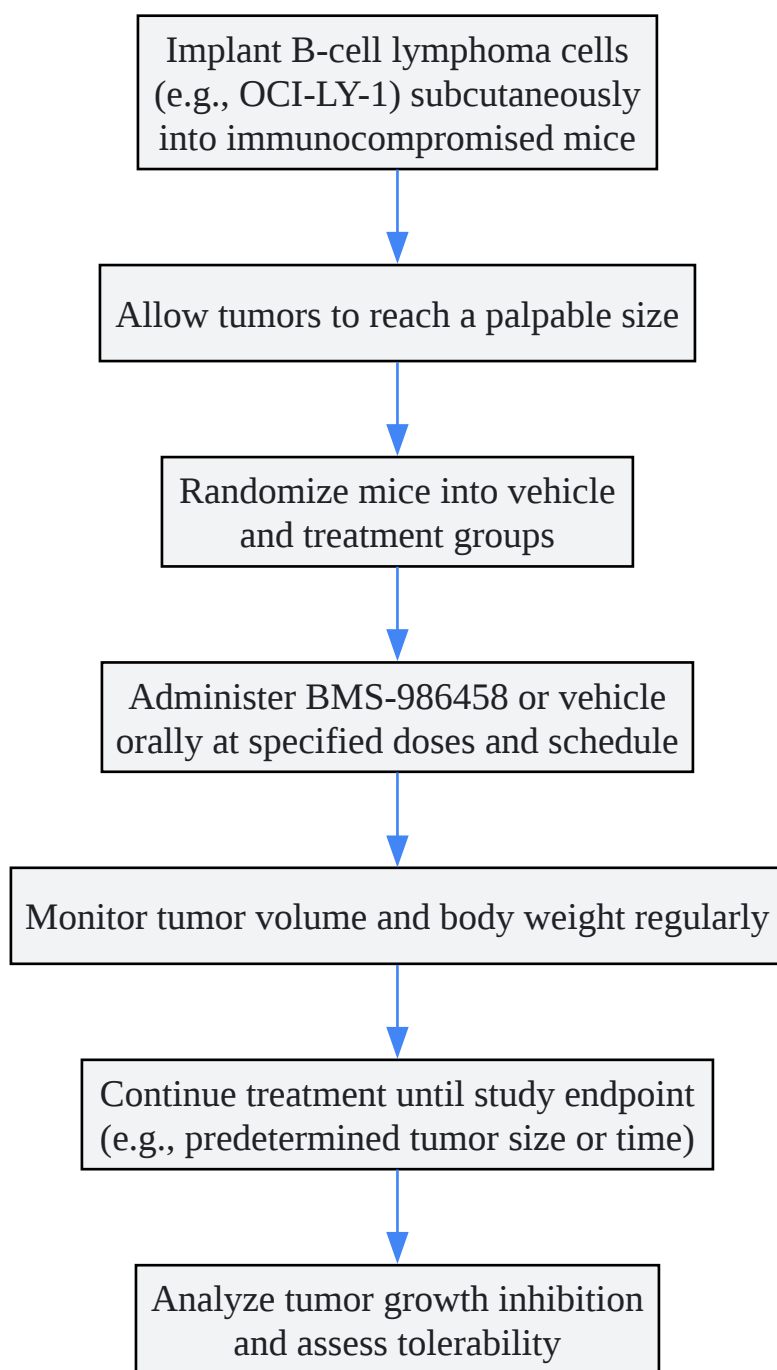 Implant B-cell lymphoma cells
(e.g., OCI-LY-1) subcutaneously
into immunocompromised mice
Allow tumors to reach a palpable size
Randomize mice into vehicle
and treatment groups
Administer BMS-986458 or vehicle
orally at specified doses and schedule
Monitor tumor volume and body weight regularly
Continue treatment until study endpoint
(e.g., predetermined tumor size or time)
Analyze tumor growth inhibition
and assess tolerability